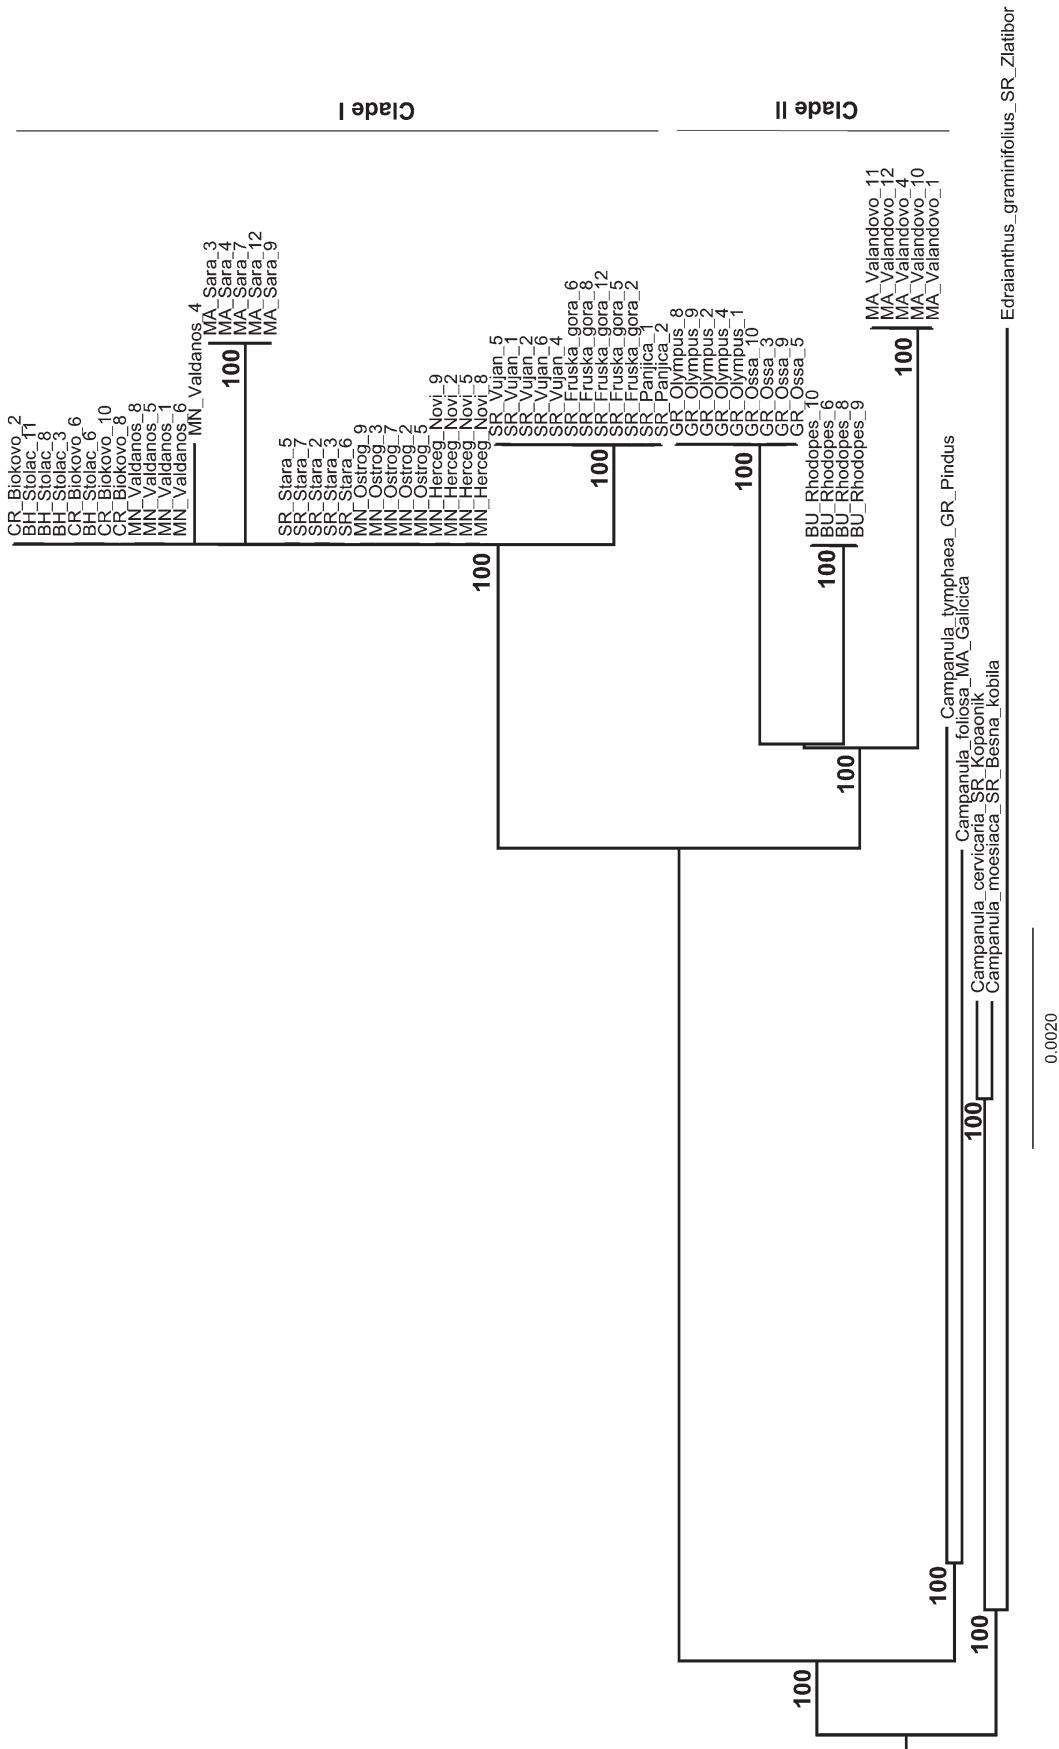 CR_Biokovo_2
BH_Stolac_11
BH_Stolac_8
BH_Stolac_3
CR_Biokovo_6
BH_Stolac_6
CR_Biokovo_10
CR_Biokovo_8
MN_Valdanos_8
MN_Valdanos_5
MN_Valdanos_1
MN_Valdanos_6
MN_Valdanos_4
MA_Sara_3
MA_Sara_4
MA_Sara_7
MA_Sara_12
MA_Sara_9
100
SR_Stara_5
SR_Stara_7
SR_Stara_2
SR_Stara_3
SR_Stara_6
MN_Ostrog_9
MN_Ostrog_3
MN_Ostrog_7
MN_Ostrog_2
MN_Ostrog_5
MN_Herceg_Novi_9
MN_Herceg_Novi_2
MN_Herceg_Novi_5
MN_Herceg_Novi_8
100
SR_Vujan_5
SR_Vujan_1
SR_Vujan_2
SR_Vujan_6
SR_Vujan_4
SR_Fruska_gora_6
SR_Fruska_gora_8
SR_Fruska_gora_12
SR_Fruska_gora_5
SR_Fruska_gora_2
SR_Panjica_1
SR_Panjica_2
100
Clade I
GR_Olympus_8
GR_Olympus_9
GR_Olympus_2
GR_Olympus_4
GR_Olympus_1
GR_Ossa_10
GR_Ossa_3
GR_Ossa_9
GR_Ossa_5
100
BU_Rhodopes_10
BU_Rhodopes_6
BU_Rhodopes_8
BU_Rhodopes_9
100
100
MA_Valandovo_11
MA_Valandovo_12
MA_Valandovo_4
MA_Valandovo_10
MA_Valandovo_1
100
Clade II
100
Campanula_tymphaea_GR_Pindus
Campanula_foliosa_MA_Galicica
100
Campanula_cervicaria_SR_Kopaonik
Campanula_moesiaca_SR_Besna_kobila
100
100
Edraianthus_graminifolius_SR_Zlatibor
0.0020